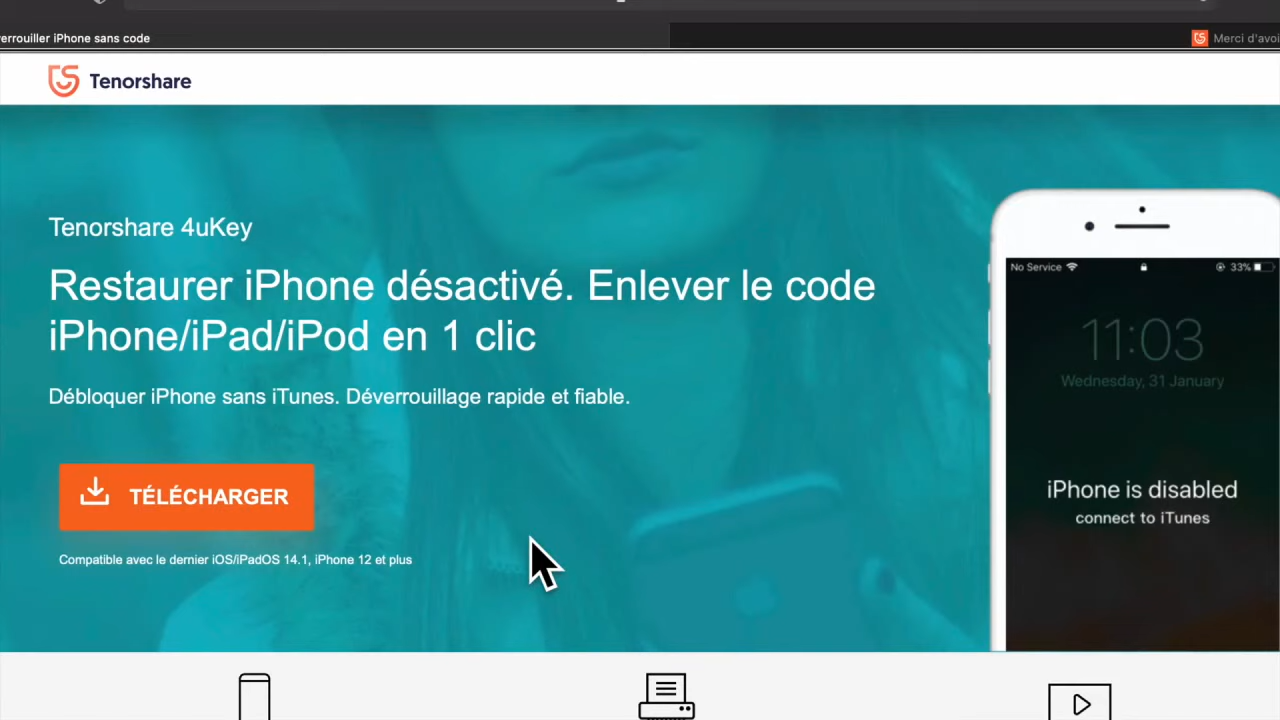 errouiller iPhone sans code
Merci d'avoi
Tenorshare
Tenorshare 4uKey
Restaurer iPhone désactivé. Enlever le code
iPhone/iPad/iPod en 1 clic
Débloquer iPhone sans iTunes. Déverrouillage rapide et fiable.
TÉLÉCHARGER
Compatible avec le dernier iOS/iPadOS 14.1, iPhone 12 et plus
No Service
33%
11:03
Wednesday, 31 January
iPhone is disabled
connect to iTunes